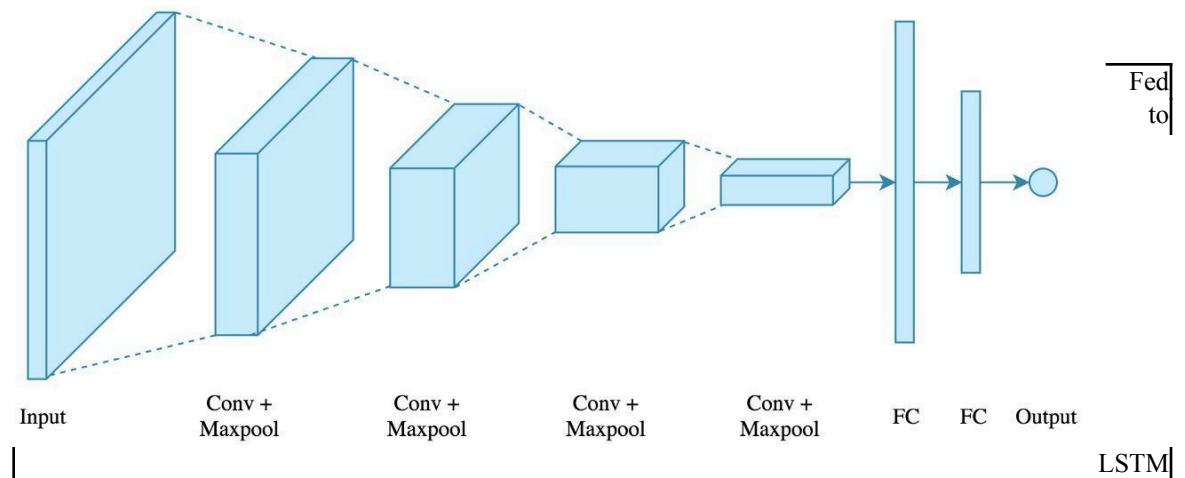 Fed
to
Input
Conv +
Maxpool
Conv +
Maxpool
Conv +
Maxpool
Conv +
Maxpool
FC
FC
Output
LSTM